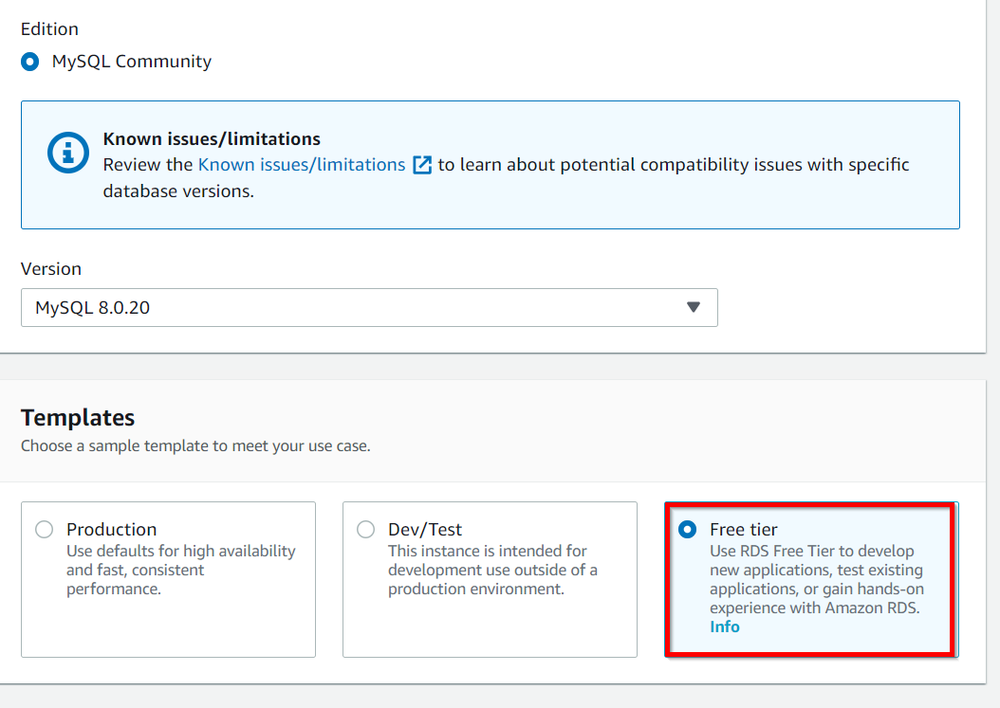 Edition
MySQL Community
Known issues/limitations
Review the Known issues/limitations to learn about potential compatibility issues with specific
database versions.
Version
MySQL 8.0.20
Templates
Choose a sample template to meet your use case.
Production
Use defaults for high availability
and fast, consistent
performance.
Dev/Test
This instance is intended for
development use outside of a
production environment.
Free tier
Use RDS Free Tier to develop
new applications, test existing
applications, or gain hands-on
experience with Amazon RDS.
Info